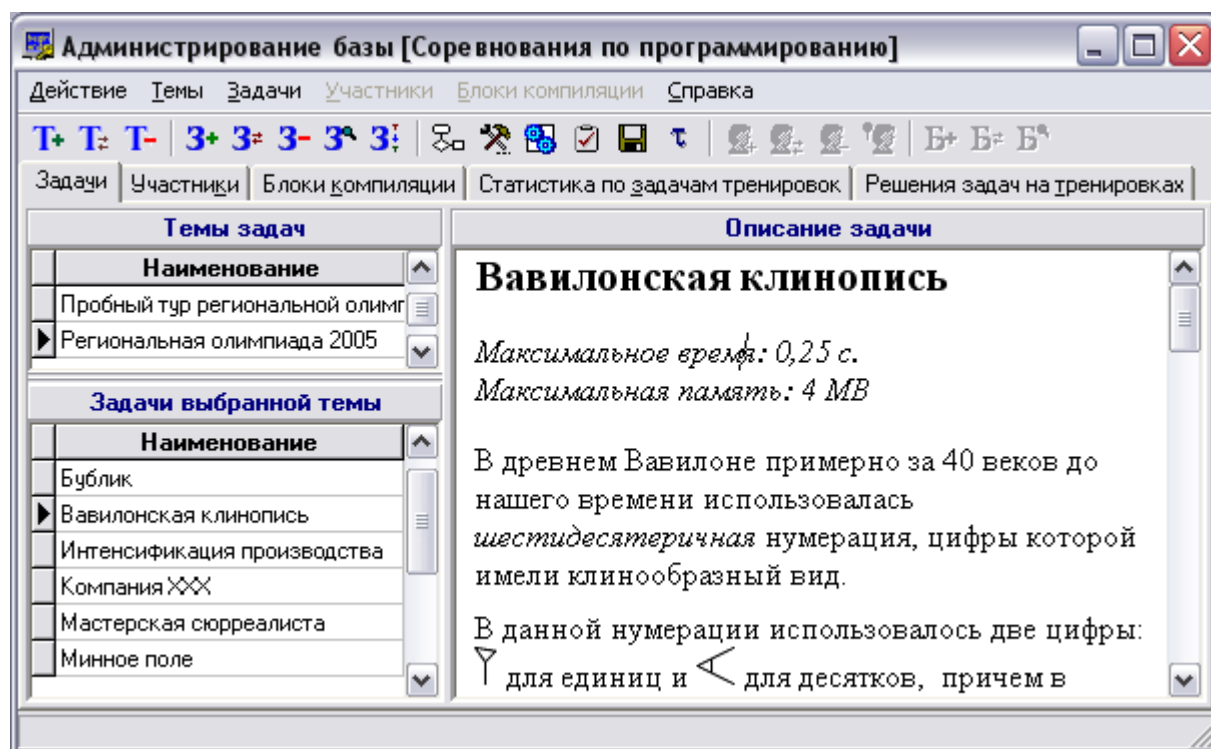 Администрирование базы [Соревнования по программированию]
Действие Темы Задачи Участники Блоки компиляции Справка
Т+ Т Т- З+ З З- З З τ Б+ Б Б
Задачи Участники Блоки компиляции Статистика по задачам тренировок Решения задач на тренировках
Темы задач
Наименование
Пробный тур региональной олимп
Региональная олимпиада 2005
Задачи выбранной темы
Наименование
Бублик
Вавилонская клинопись
Интенсификация производства
Компания XXX
Мастерская сюрреалиста
Минное поле
Описание задачи
Вавилонская клинопись
Максимальное время: 0,25 с.
Максимальная память: 4 MB
В древнем Вавилоне примерно за 40 веков до
нашего времени использовалась
шестидесятеричная нумерация, цифры которой
имели клинообразный вид.
В данной нумерации использовалось две цифры:
для единиц и для десятков, причем в